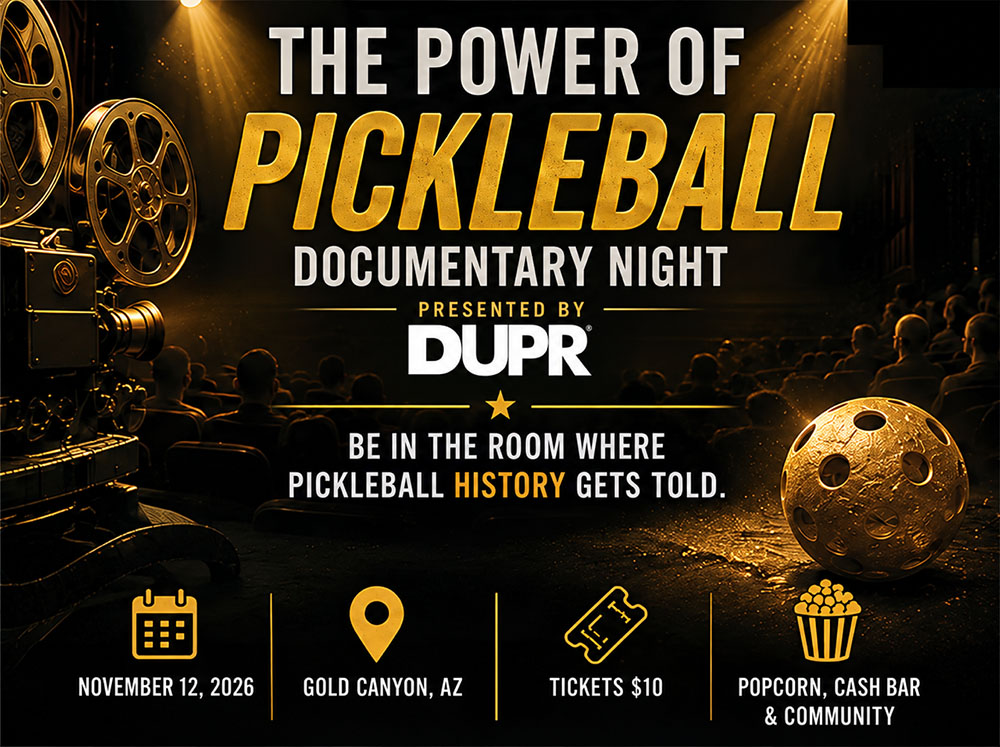 THE POWER OF
PICKLEBALL
DOCUMENTARY NIGHT
PRESENTED BY
DUPR®
BE IN THE ROOM WHERE
PICKLEBALL HISTORY GETS TOLD.
NOVEMBER 12, 2026
GOLD CANYON, AZ
TICKETS $10
POPCORN, CASH BAR
& COMMUNITY